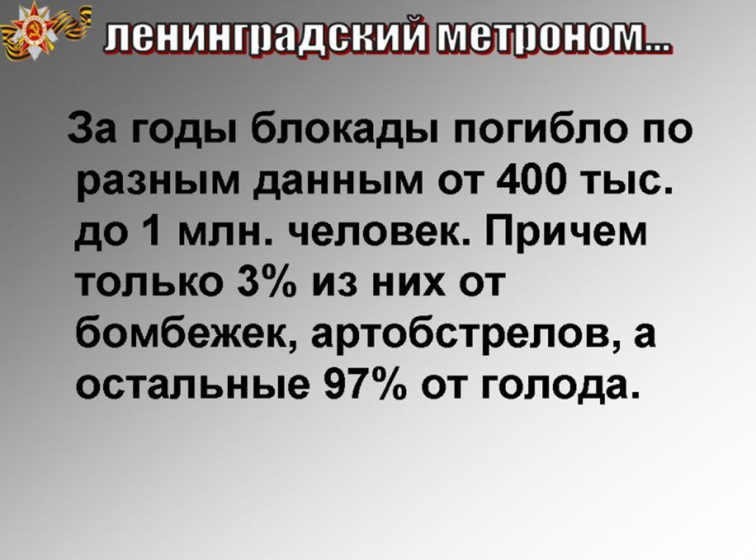 ленинградский метроном...
За годы блокады погибло по
разным данным от 400 тыс.
до 1 млн. человек. Причем
только 3% из них от
бомбежек, артобстрелов, а
остальные 97% от голода.